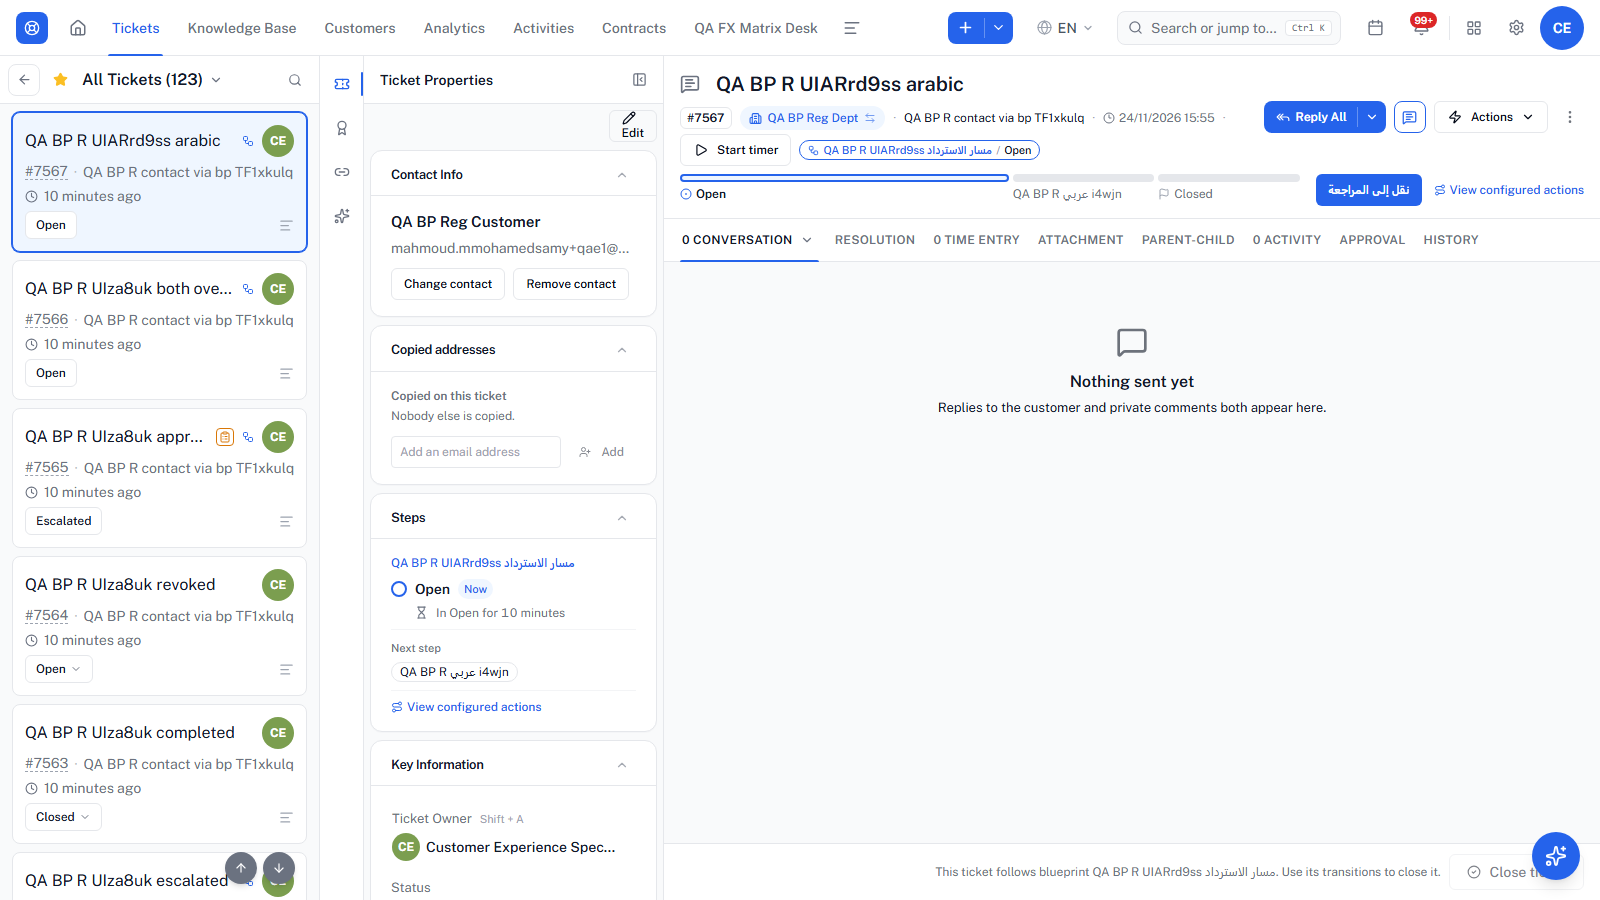 Tickets
Knowledge Base
Customers
Analytics
Activities
Contracts
QA FX Matrix Desk
EN
Search or jump to...
Ctrl K
99+
CE
All Tickets (123)
QA BP R UIARrd9ss arabic
CE
#7567 · QA BP R contact via bp TF1xkulq
10 minutes ago
Open
QA BP R UIza8uk both ove...
CE
#7566 · QA BP R contact via bp TF1xkulq
10 minutes ago
Open
QA BP R UIza8uk appr...
CE
#7565 · QA BP R contact via bp TF1xkulq
10 minutes ago
Escalated
QA BP R UIza8uk revoked
CE
#7564 · QA BP R contact via bp TF1xkulq
10 minutes ago
Open
QA BP R UIza8uk completed
CE
#7563 · QA BP R contact via bp TF1xkulq
10 minutes ago
Closed
QA BP R UIza8uk escalated
Ticket Properties
Edit
Contact Info
QA BP Reg Customer
mahmoud.mmohamedsamy+qae1@...
Change contact
Remove contact
Copied addresses
Copied on this ticket
Nobody else is copied.
Add an email address
Add
Steps
QA BP R UIARrd9ss مسار الاسترداد
Open
Now
In Open for 10 minutes
Next step
QA BP R عربي i4wjn
View configured actions
Key Information
Ticket Owner
Shift + A
CE
Customer Experience Spec...
Status
QA BP R UIARrd9ss arabic
#7567
QA BP Reg Dept
· QA BP R contact via bp TF1xkulq · 24/11/2026 15:55 ·
Reply All
Actions
Start timer
QA BP R UIARrd9ss مسار الاسترداد / Open
Open
QA BP R عربي i4wjn
Closed
نقل إلى المراجعة
View configured actions
0 CONVERSATION
RESOLUTION
0 TIME ENTRY
ATTACHMENT
PARENT-CHILD
0 ACTIVITY
APPROVAL
HISTORY
Nothing sent yet
Replies to the customer and private comments both appear here.
This ticket follows blueprint QA BP R UIARrd9ss مسار الاسترداد. Use its transitions to close it.
Close